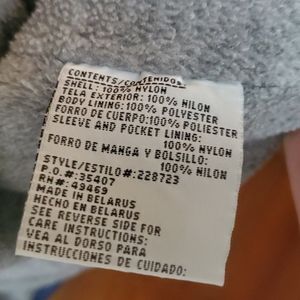 CONTENTS/CONTENIDOS
SHELL: 100% NYLON
TELA EXTERIOR: 100% NILON
BODY LINING: 100% POLYESTER
FORRO DE CUERPO: 100% POLIESTER
SLEEVE AND POCKET LINING:
100% NYLON
FORRO DE MANGA Y BOLSILLO:
100% NILON
STYLE/ESTILO#: 228723
P.O.#: 35407
RN#: 49469
MADE IN BELARUS
HECHO EN BELARUS
SEE REVERSE SIDE FOR
CARE INSTRUCTIONS:
VEA AL DORSO PARA
INSTRUCCIONES DE CUIDADO: